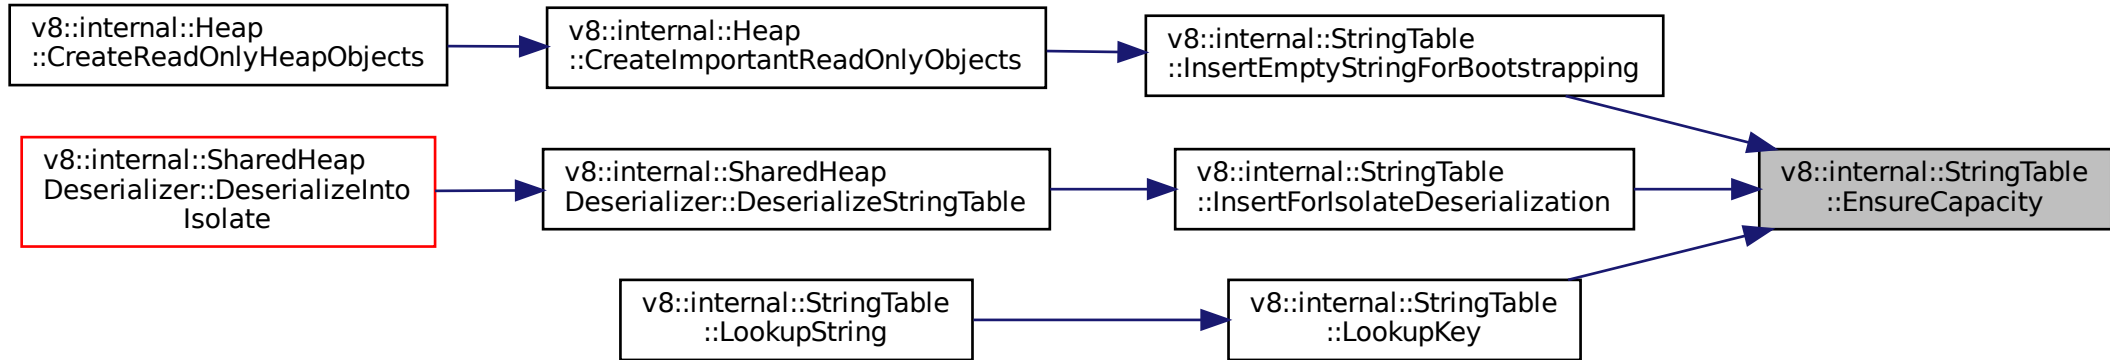 v8::internal::Heap
::CreateReadOnlyHeapObjects
v8::internal::Heap
::CreateImportantReadOnlyObjects
v8::internal::StringTable
::InsertEmptyStringForBootstrapping
v8::internal::SharedHeap
Deserializer::DeserializeInto
Isolate
v8::internal::SharedHeap
Deserializer::DeserializeStringTable
v8::internal::StringTable
::InsertForIsolateDeserialization
v8::internal::StringTable
::EnsureCapacity
v8::internal::StringTable
::LookupString
v8::internal::StringTable
::LookupKey